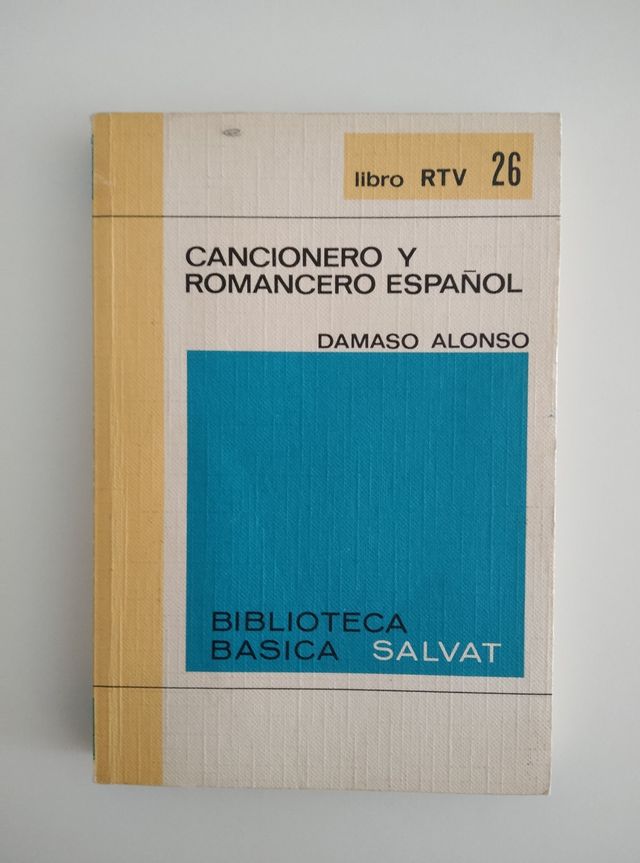 libro RTV 26
CANCIONERO Y
ROMANCERO ESPAÑOL
DAMASO ALONSO
BIBLIOTECA
BASICA SALVAT